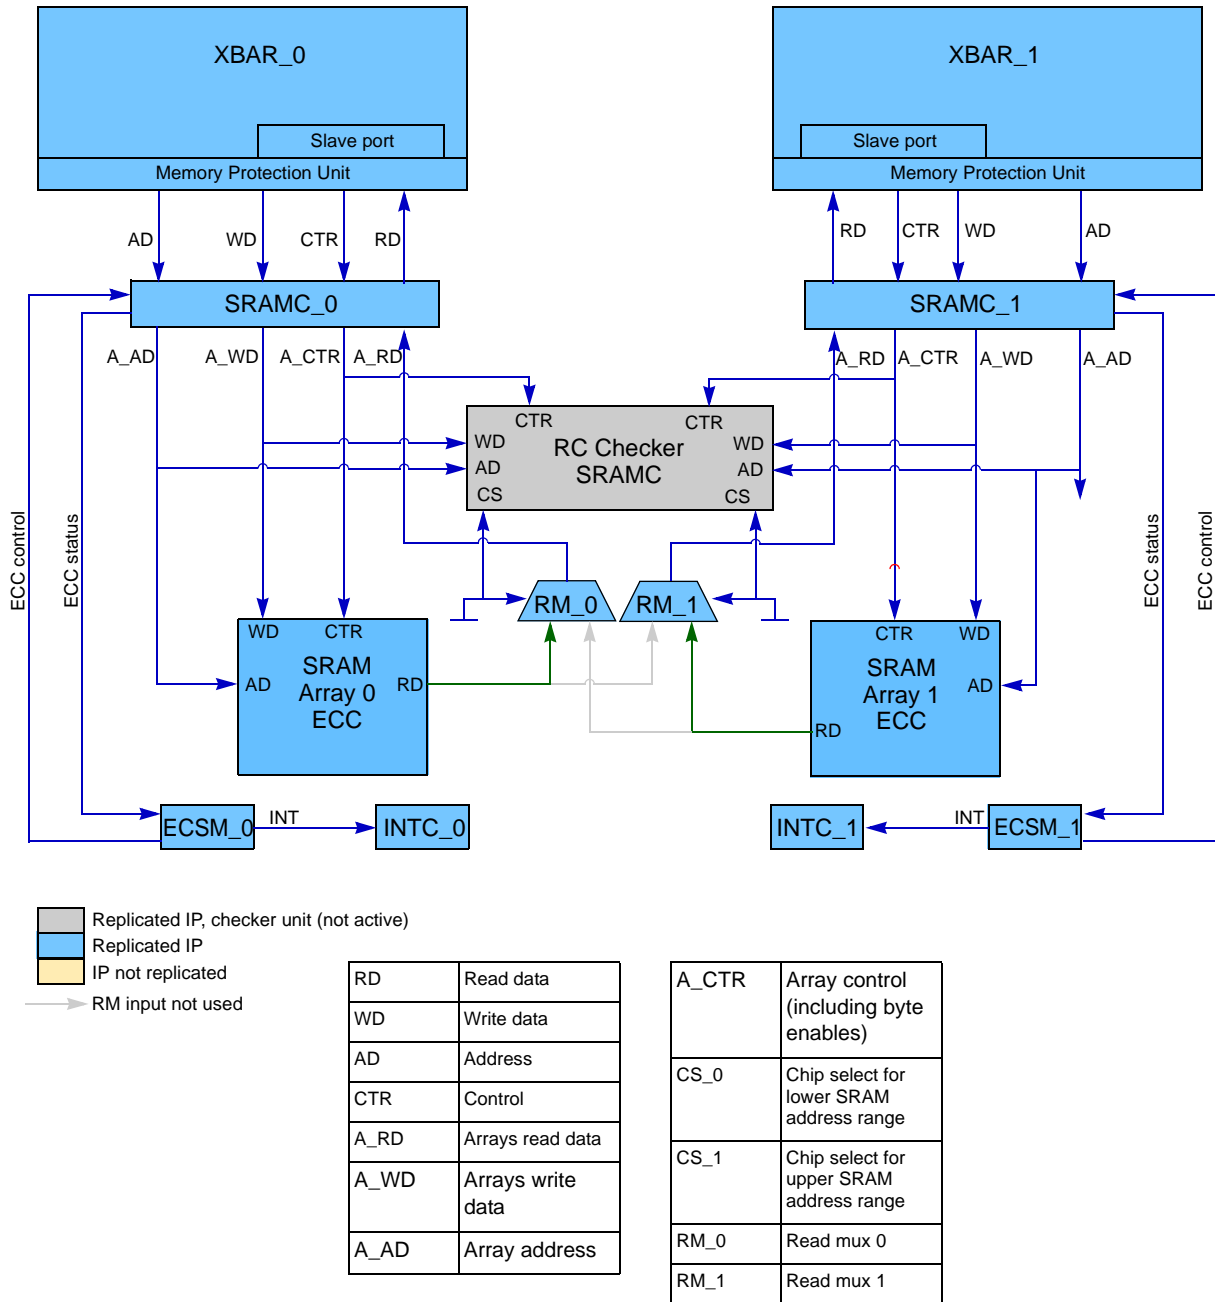 XBAR_0
XBAR_1
Slave port
Slave port
Memory Protection Unit
Memory Protection Unit
AD
WD
CTR
RD
RD
CTR
WD
AD
SRAMC_0
SRAMC_1
A_AD
A_WD
A_CTR
A_RD
A_RD
A_CTR
A_WD
A_AD
CTR
CTR
WD
RC Checker
WD
AD
SRAMC
AD
CS
CS
ECC control
ECC status
ECC status
ECC control
RM_0
RM_1
WD
CTR
CTR
WD
SRAM
Array 0
ECC
AD
RD
SRAM
Array 1
ECC
AD
RD
ECSM_0
INT
INTC_0
INTC_1
INT
ECSM_1
Replicated IP, checker unit (not active)
Replicated IP
IP not replicated
RM input not used
RD Read data
WD Write data
AD Address
CTR Control
A_RD Arrays read data
A_WD Arrays write
data
A_AD Array address
A_CTR Array control
(including byte
enables)
CS_0 Chip select for
lower SRAM
address range
CS_1 Chip select for
upper SRAM
address range
RM_0 Read mux 0
RM_1 Read mux 1